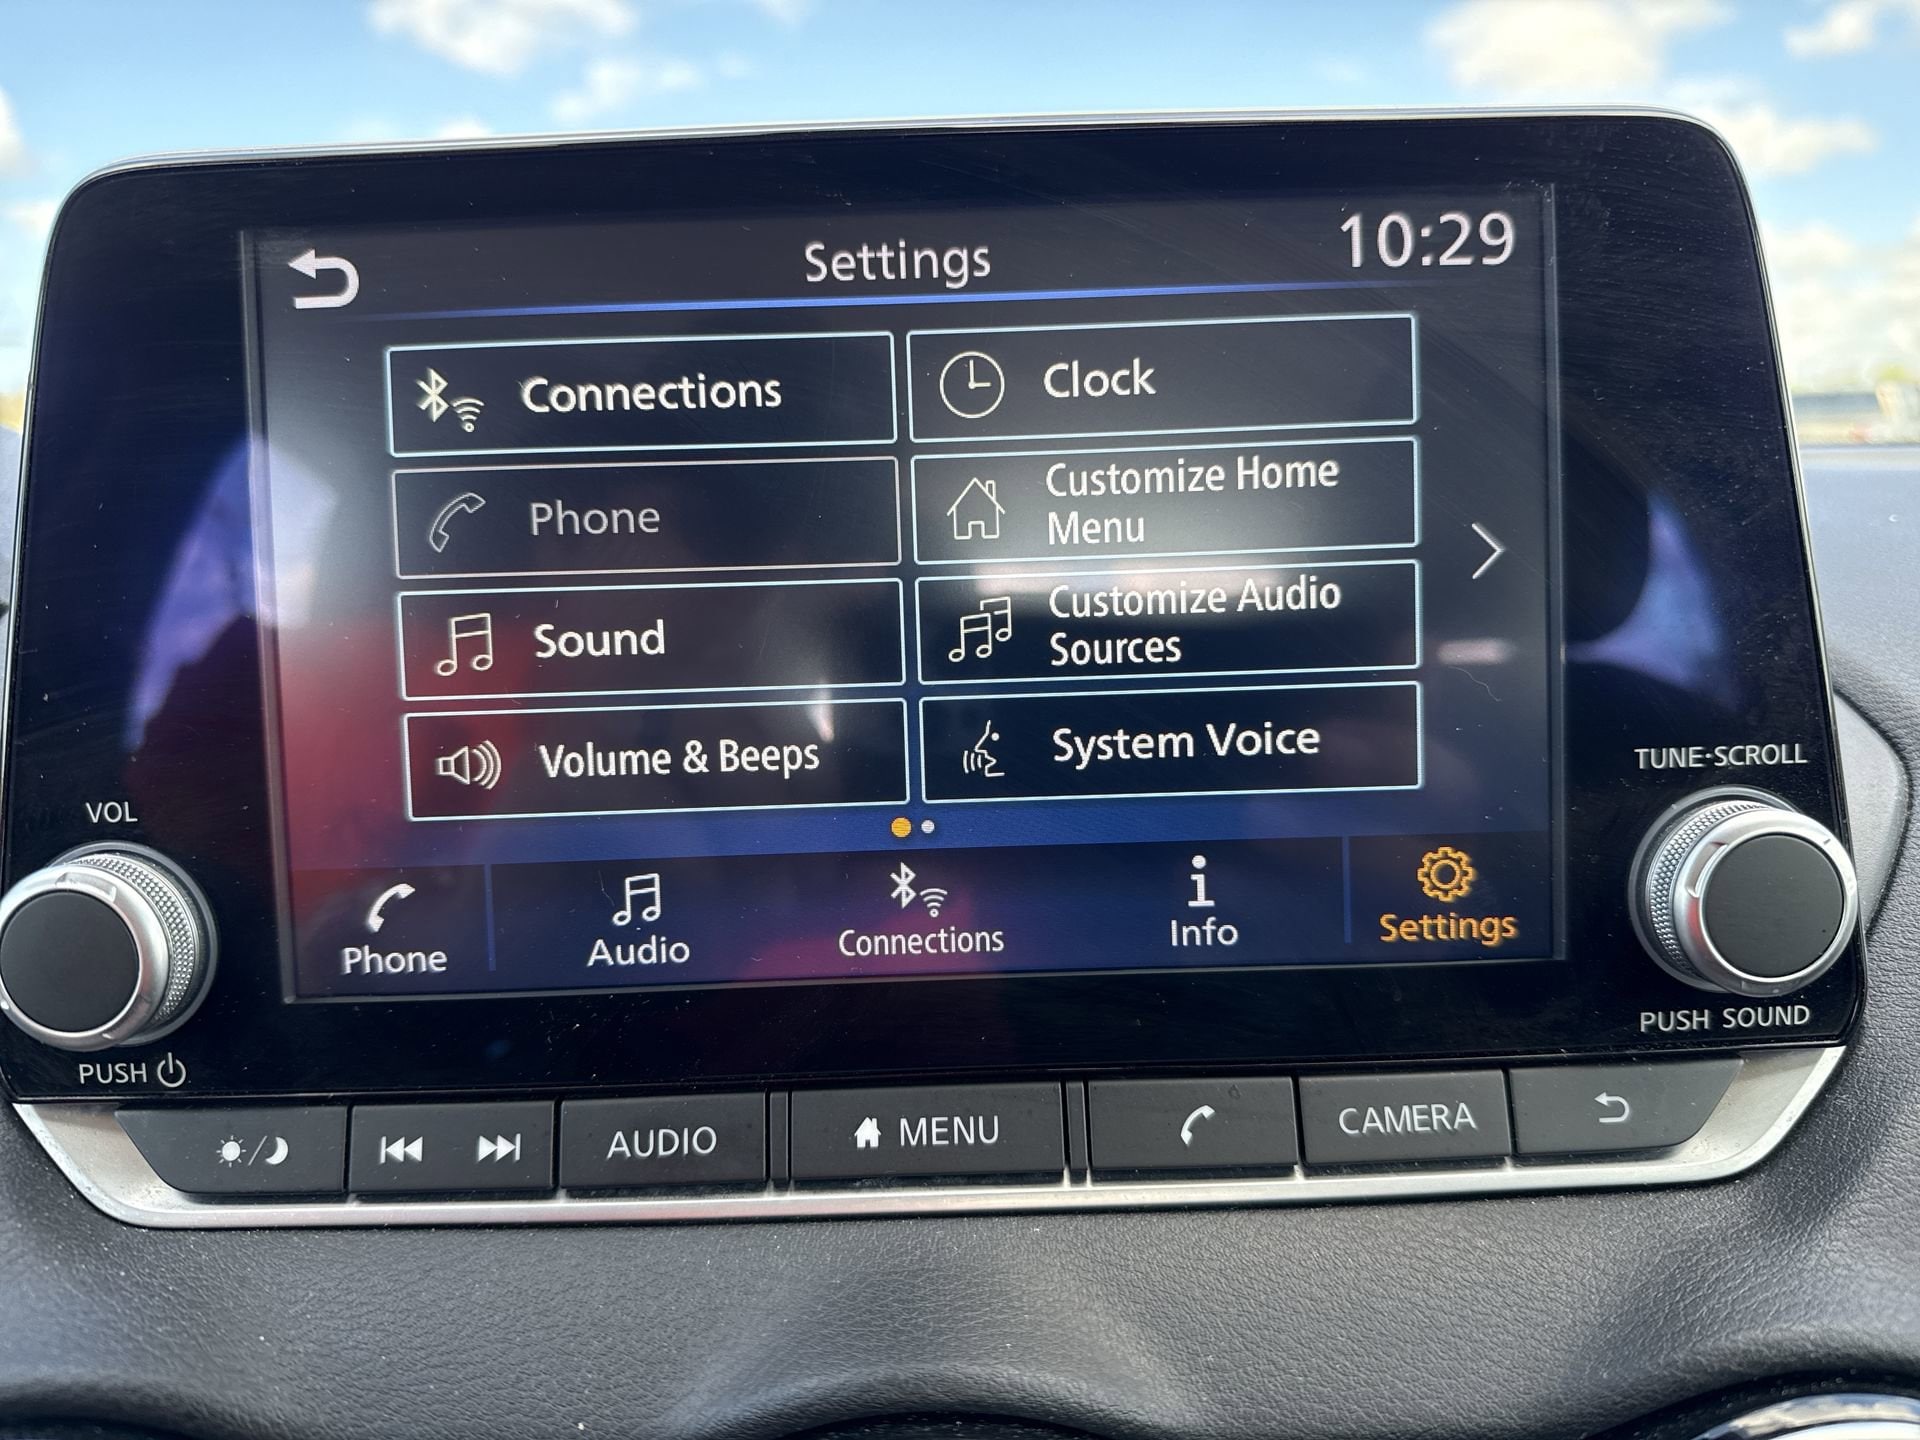 Settings
10:29
Connections
Clock
Phone
Customize Home
Menu
Sound
Customize Audio
Sources
Volume & Beeps
System Voice
Phone
Audio
Connections
Info
Settings
VOL
PUSH
TUNE·SCROLL
PUSH SOUND
AUDIO
MENU
CAMERA